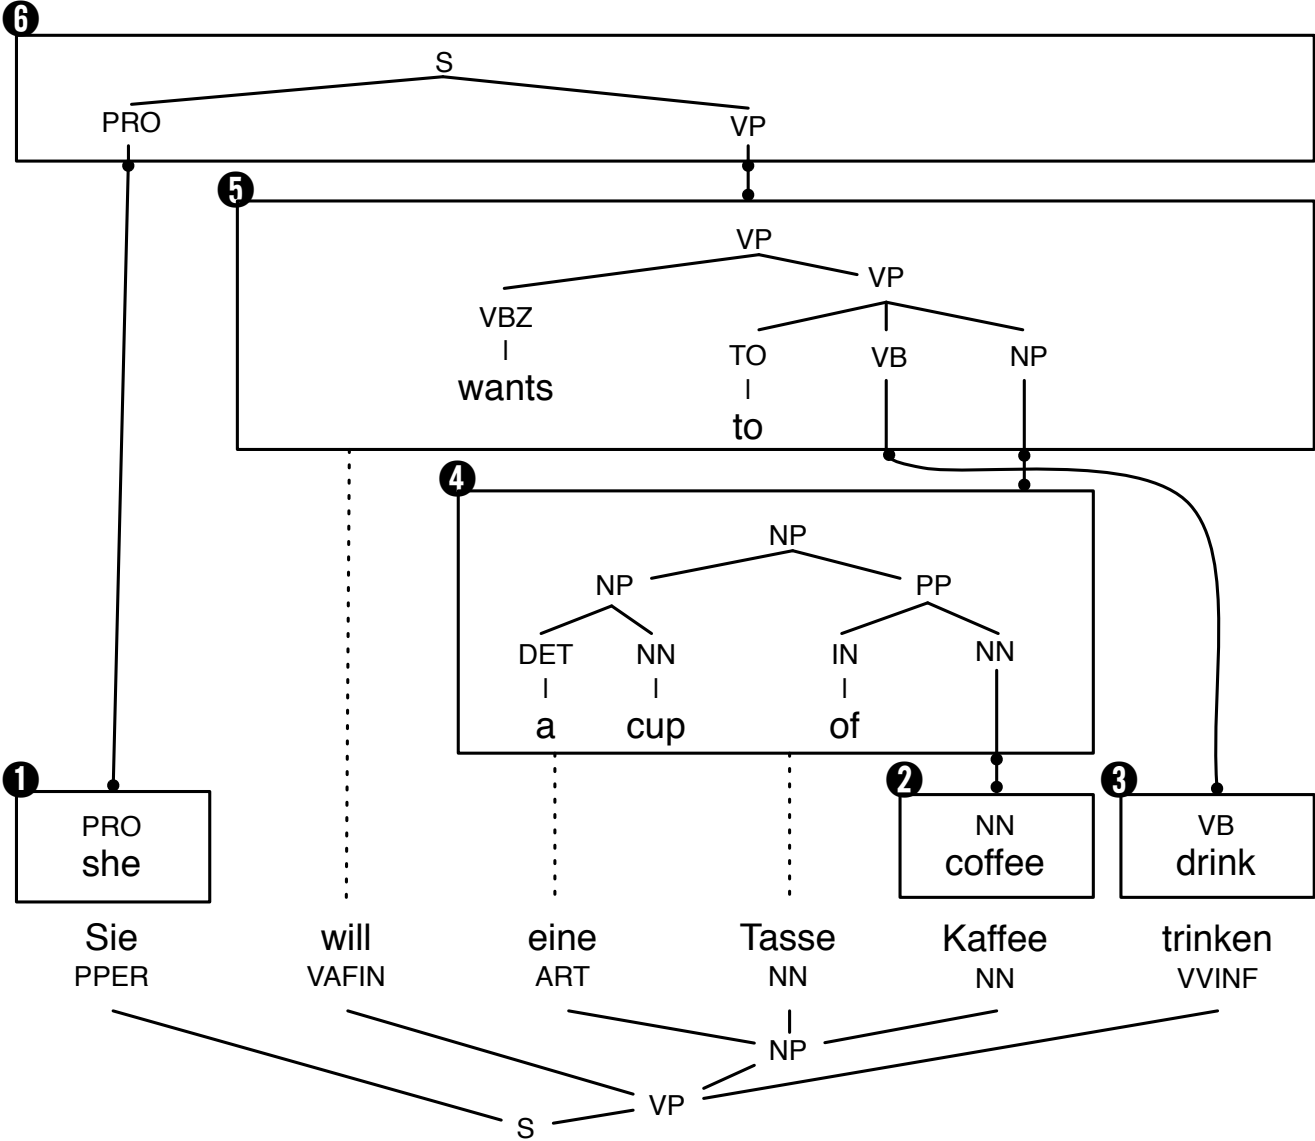 6
S
PRO VP
5
VP
VP
VBZ
TO VB NP
wants
to
4
NP
NP PP
DET NN IN NN
a cup of
1 2 3
PRO NN VB
she coffee drink
Sie will eine Tasse Kaffee trinken
PPER VAFIN ART NN NN VVINF
NP
VP
S